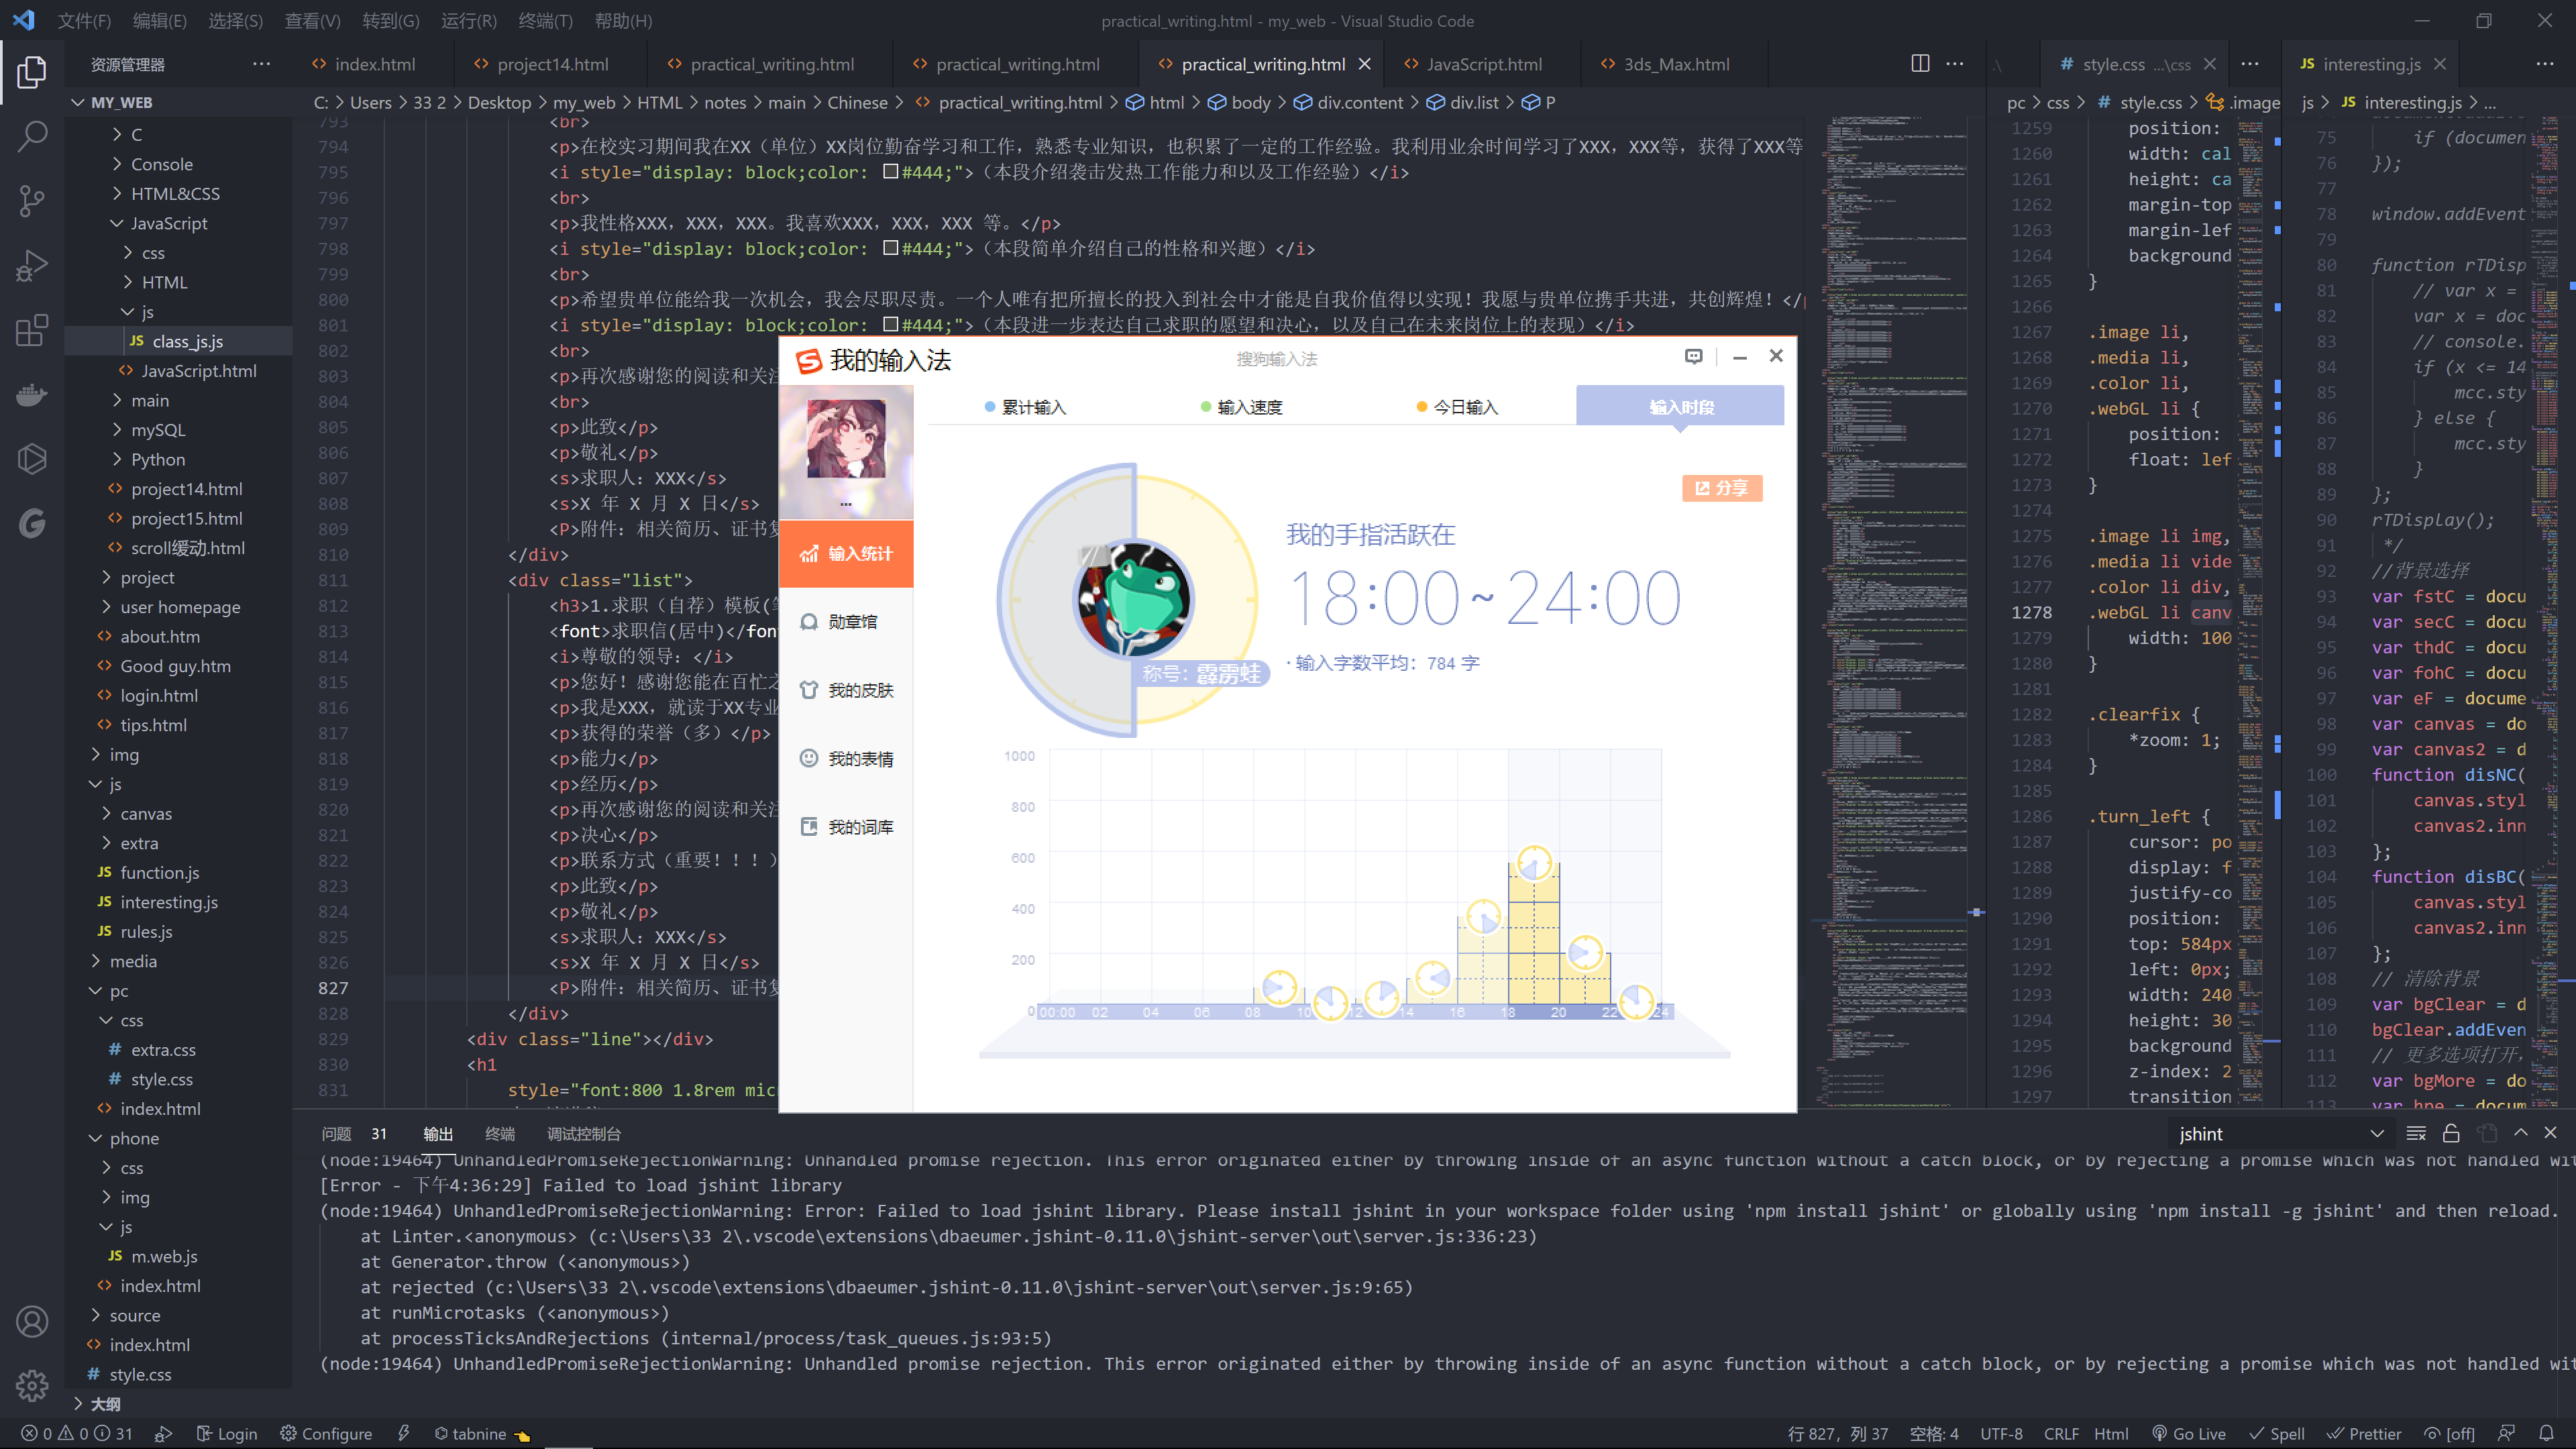 文件(F) 编辑(E) 选择(S) 查看(V) 转到(G) 运行(R) 终端(T) 帮助(H) practical_writing.html - my_web - Visual Studio Code
资源管理器 ··· index.html project14.html practical_writing.html practical_writing.html practical_writing.html JavaScript.html 3ds_Max.html style.css ...\css interesting.js
MY_WEB
C: > Users > 33 2 > Desktop > my_web > HTML > notes > main > Chinese > practical_writing.html > html > body > div.content > div.list > P
pc > css > style.css > .image
js > interesting.js > ...
C
Console
HTML&CSS
JavaScript
css
HTML
js
class_js.js
JavaScript.html
main
mySQL
Python
project14.html
project15.html
scroll缓动.html
project
user homepage
about.htm
Good guy.htm
login.html
tips.html
img
js
canvas
extra
function.js
interesting.js
rules.js
media
pc
css
extra.css
style.css
index.html
phone
css
img
js
m.web.js
index.html
source
index.html
style.css
大纲
793 <br>
794 <p>在校实习期间我在XX（单位）XX岗位勤奋学习和工作，熟悉专业知识，也积累了一定的工作经验。我利用业余时间学习了XXX，XXX等，获得了XXX等
795 <i style="display: block;color: #444;">（本段介绍袭击发热工作能力和以及工作经验）</i>
796 <br>
797 <p>我性格XXX，XXX，XXX。我喜欢XXX，XXX，XXX 等。</p>
798 <i style="display: block;color: #444;">（本段简单介绍自己的性格和兴趣）</i>
799 <br>
800 <p>希望贵单位能给我一次机会，我会尽职尽责。一个人唯有把所擅长的投入到社会中才能是自我价值得以实现！我愿与贵单位携手共进，共创辉煌！</p
801 <i style="display: block;color: #444;">（本段进一步表达自己求职的愿望和决心，以及自己在未来岗位上的表现）</i>
802 <br>
803 <p>再次感谢您的阅读和关注
804 <br>
805 <p>此致</p>
806 <p>敬礼</p>
807 <s>求职人：XXX</s>
808 <s>X 年 X 月 X 日</s>
809 <P>附件：相关简历、证书复
810 </div>
811 <div class="list">
812 <h3>1.求职（自荐）模板(
813 <font>求职信(居中)</fon
814 <i>尊敬的领导：</i>
815 <p>您好！感谢您能在百忙之
816 <p>我是XXX，就读于XX专业
817 <p>获得的荣誉（多）</p>
818 <p>能力</p>
819 <p>经历</p>
820 <p>再次感谢您的阅读和关注
821 <p>决心</p>
822 <p>联系方式（重要！！！）
823 <p>此致</p>
824 <p>敬礼</p>
825 <s>求职人：XXX</s>
826 <s>X 年 X 月 X 日</s>
827 <P>附件：相关简历、证书复
828 </div>
829 <div class="line"></div>
830 <h1
831 style="font:800 1.8rem mic
我的输入法 搜狗输入法
累计输入 输入速度 今日输入 输入时段
...
输入统计
勋章馆
我的皮肤
我的表情
我的词库
分享
我的手指活跃在
18:00~24:00
· 输入字数平均：784 字
称号：霹雳蛙
1000
800
600
400
200
0
00:00 02 04 06 08 10 12 14 16 18 20 22 24
1259 position:
1260 width: cal
1261 height: ca
1262 margin-top
1263 margin-lef
1264 background
1265 }
1266
1267 .image li,
1268 .media li,
1269 .color li,
1270 .webGL li {
1271 position:
1272 float: lef
1273 }
1274
1275 .image li img,
1276 .media li vide
1277 .color li div,
1278 .webGL li canv
1279 width: 100
1280 }
1281
1282 .clearfix {
1283 *zoom: 1;
1284 }
1285
1286 .turn_left {
1287 cursor: po
1288 display: f
1289 justify-co
1290 position:
1291 top: 584px
1292 left: 0px;
1293 width: 240
1294 height: 30
1295 background
1296 z-index: 2
1297 transition
75 if (documen
76 });
77
78 window.addEvent
79
80 function rTDisp
81 // var x =
82 var x = doc
83 // console.
84 if (x <= 14
85 mcc.sty
86 } else {
87 mcc.sty
88 }
89 };
90 rTDisplay();
91 */
92 //背景选择
93 var fstC = docu
94 var secC = docu
95 var thdC = docu
96 var fohC = docu
97 var eF = docume
98 var canvas = do
99 var canvas2 = d
100 function disNC(
101 canvas.styl
102 canvas2.inn
103 };
104 function disBC(
105 canvas.styl
106 canvas2.inn
107 };
108 // 清除背景
109 var bgClear = d
110 bgClear.addEven
111 // 更多选项打开，
112 var bgMore = do
113 var hpe = docum
问题 31 输出 终端 调试控制台 jshint
(node:19464) UnhandledPromiseRejectionWarning: Unhandled promise rejection. This error originated either by throwing inside of an async function without a catch block, or by rejecting a promise which was not handled wit
[Error - 下午4:36:29] Failed to load jshint library
(node:19464) UnhandledPromiseRejectionWarning: Error: Failed to load jshint library. Please install jshint in your workspace folder using 'npm install jshint' or globally using 'npm install -g jshint' and then reload.
at Linter.<anonymous> (c:\Users\33 2\.vscode\extensions\dbaeumer.jshint-0.11.0\jshint-server\out\server.js:336:23)
at Generator.throw (<anonymous>)
at rejected (c:\Users\33 2\.vscode\extensions\dbaeumer.jshint-0.11.0\jshint-server\out\server.js:9:65)
at runMicrotasks (<anonymous>)
at processTicksAndRejections (internal/process/task_queues.js:93:5)
(node:19464) UnhandledPromiseRejectionWarning: Unhandled promise rejection. This error originated either by throwing inside of an async function without a catch block, or by rejecting a promise which was not handled wit
0 0 31 Login Configure tabnine 行 827，列 37 空格: 4 UTF-8 CRLF Html Go Live Spell Prettier [off]